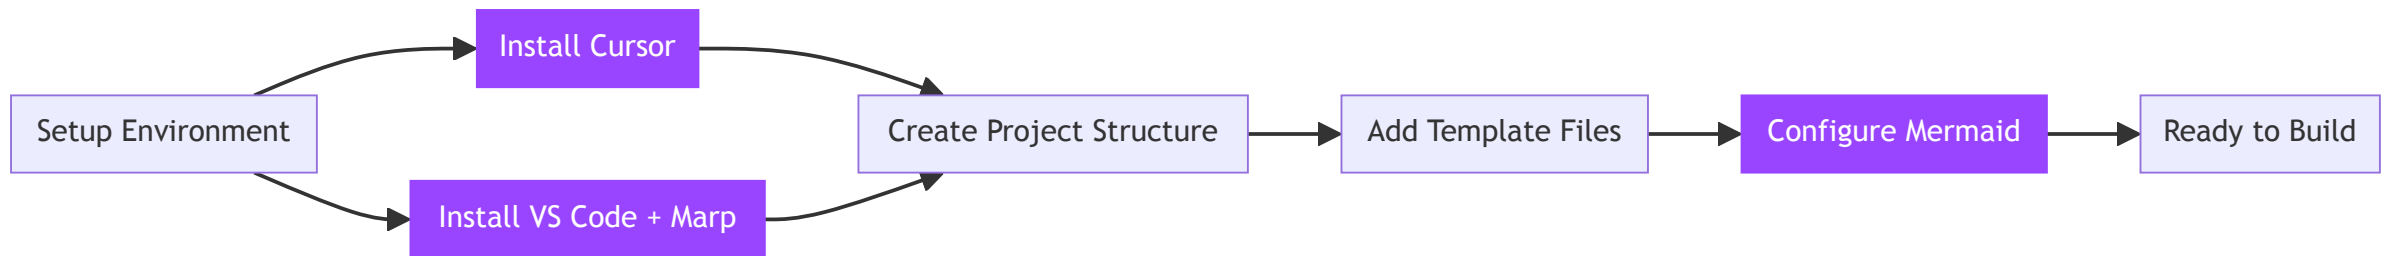 Setup Environment
Install Cursor
Install VS Code + Marp
Create Project Structure
Add Template Files
Configure Mermaid
Ready to Build